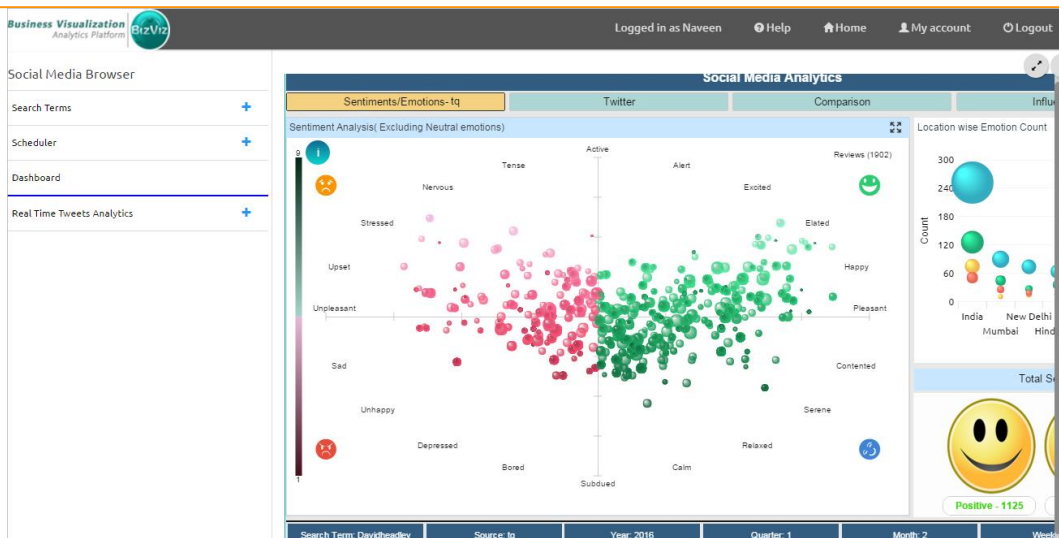 Business Visualization
Analytics Platform
BizViz
Logged in as Naveen
Help
Home
My account
Logout
Social Media Browser
Search Terms
Scheduler
Dashboard
Real Time Tweets Analytics
Social Media Analytics
Sentiments/Emotions- tq
Twitter
Comparison
Influ
Sentiment Analysis( Excluding Neutral emotions)
9
i
Active
Reviews (1902)
Tense
Alert
Nervous
Excited
Stressed
Elated
Upset
Happy
Unpleasant
Pleasant
Sad
Contented
Unhappy
Serene
Depressed
Relaxed
Bored
Calm
Subdued
1
Location wise Emotion Count
Count
300
240
180
120
60
0
India
New Delhi
Mumbai
Hind
Total S
Positive - 1125
Search Term: Davidheadley
Source: tq
Year: 2016
Quarter: 1
Month: 2
Week